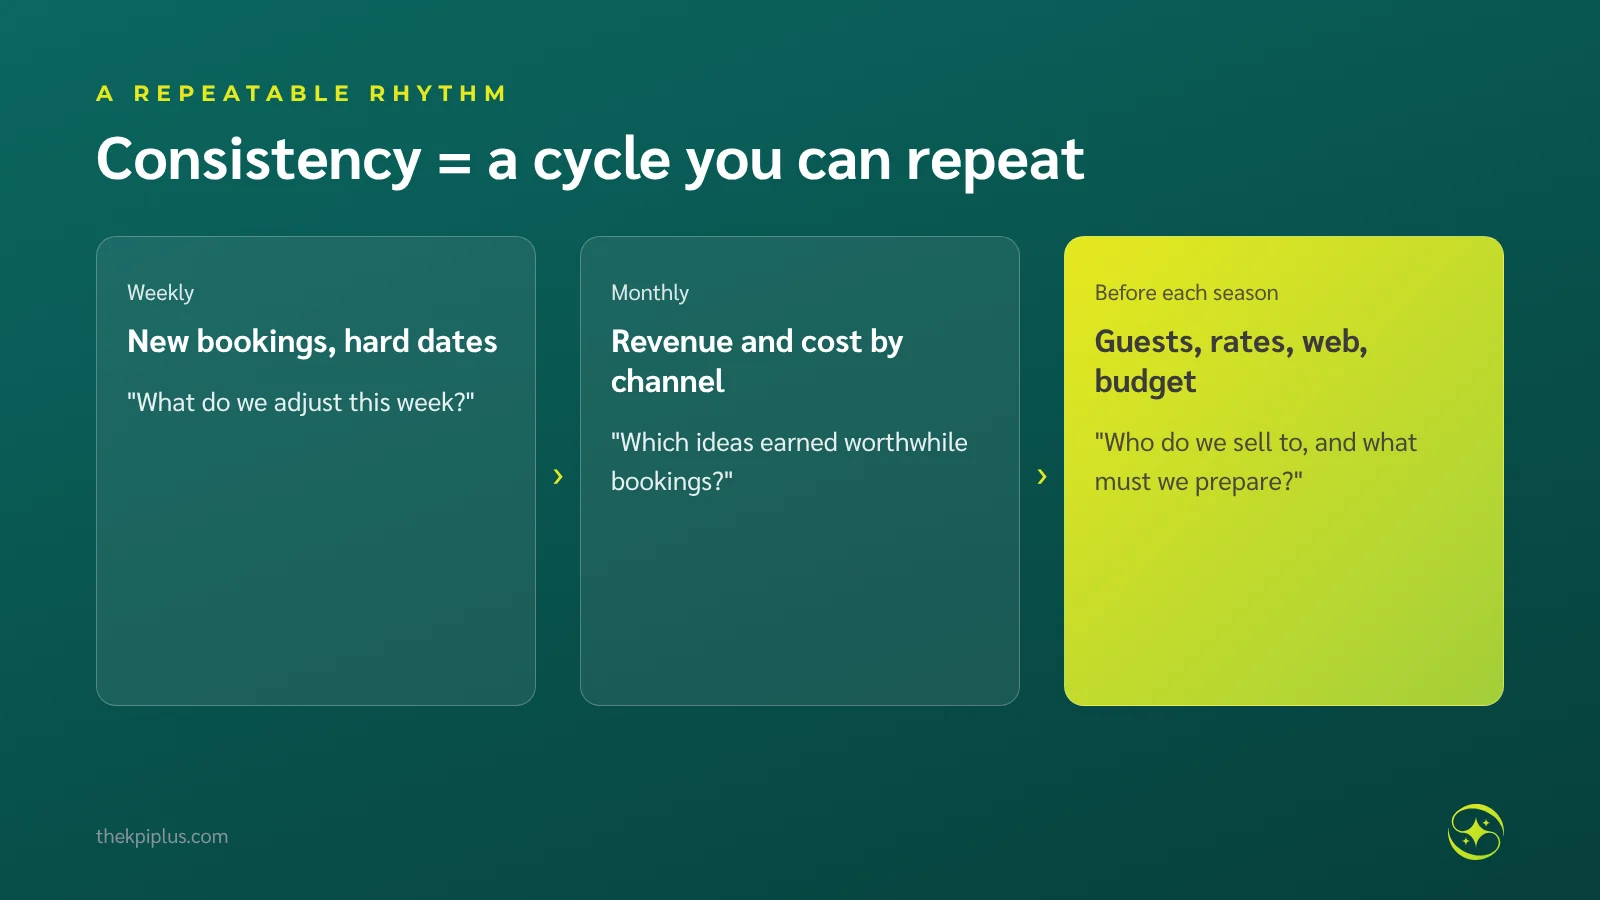 A REPEATABLE RHYTHM
Consistency = a cycle you can repeat
Weekly
New bookings, hard dates
"What do we adjust this week?"
›
Monthly
Revenue and cost by
channel
"Which ideas earned worthwhile
bookings?"
›
Before each season
Guests, rates, web,
budget
"Who do we sell to, and what
must we prepare?"
thekpiplus.com